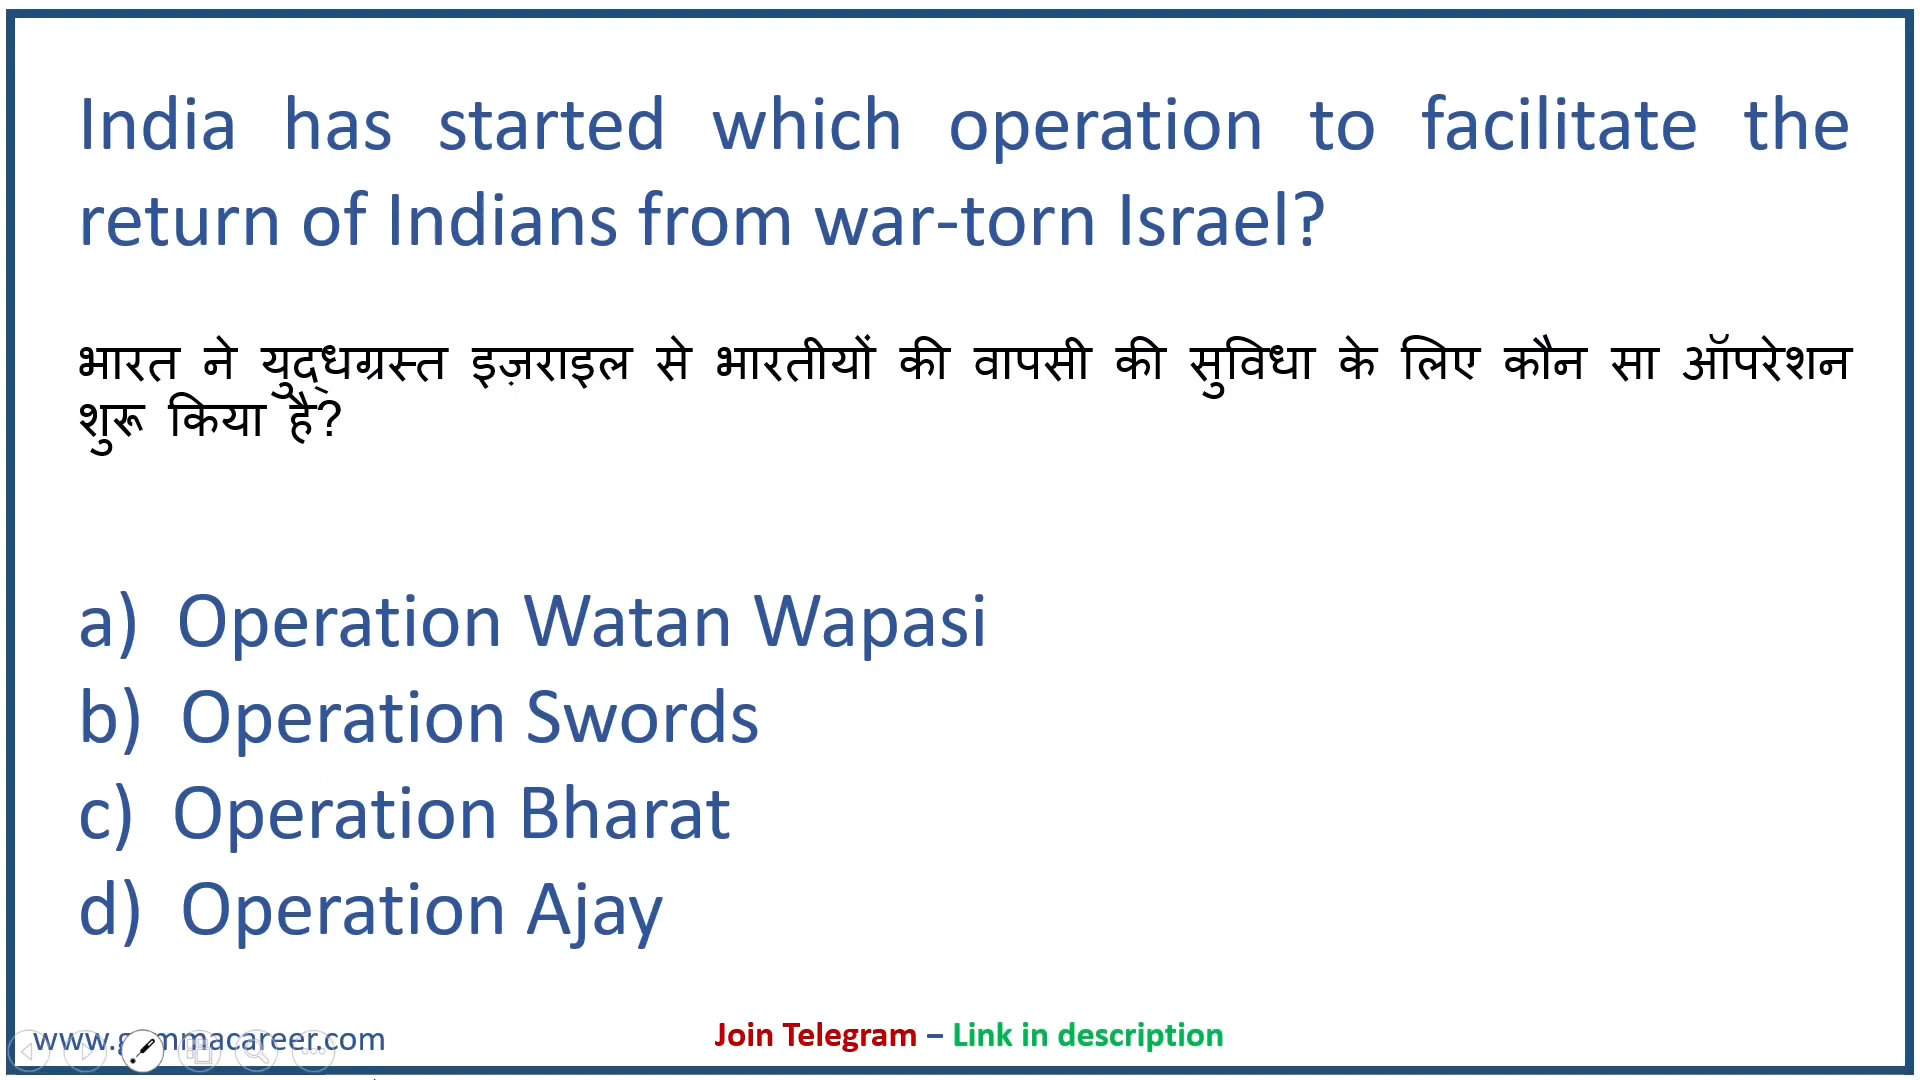 India has started which operation to facilitate the
return of Indians from war-torn Israel?
भारत ने युद्धग्रस्त इज़राइल से भारतीयों की वापसी की सुविधा के लिए कौन सा ऑपरेशन
शुरू किया है?
a) Operation Watan Wapasi
b) Operation Swords
c) Operation Bharat
d) Operation Ajay
www.gammacareer.com
Join Telegram – Link in description